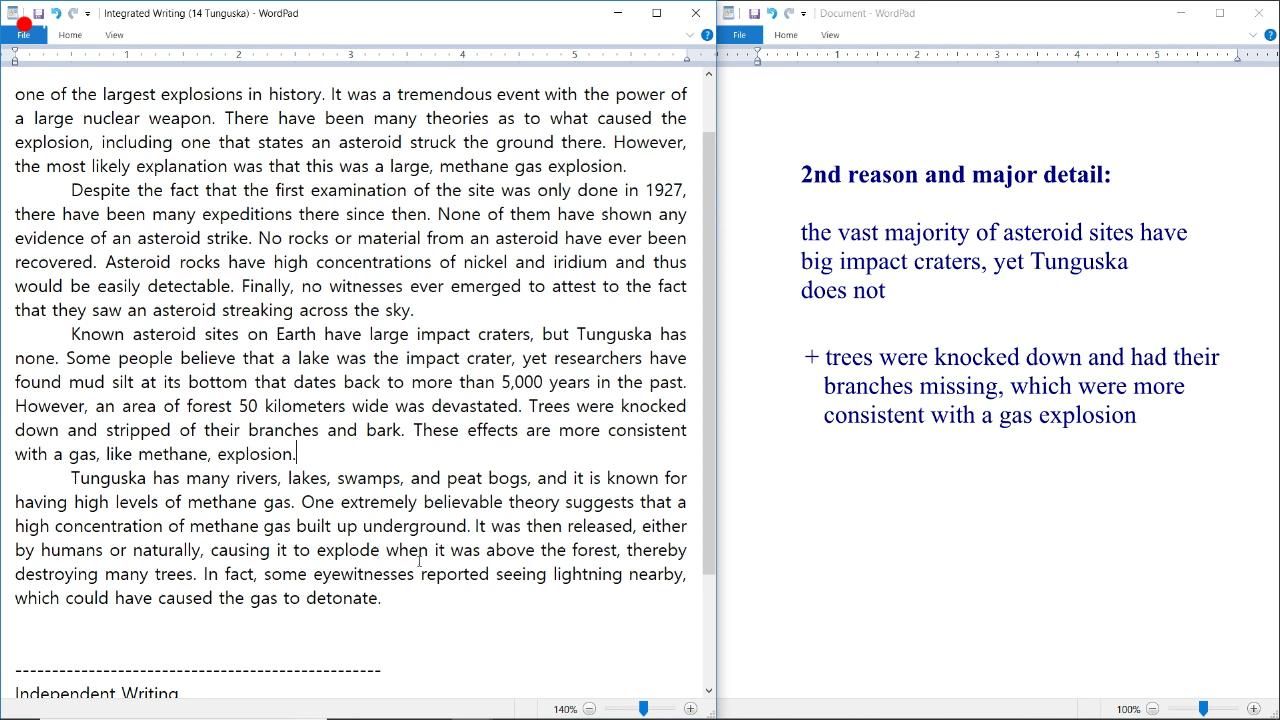 Integrated Writing (14 Tunguska) - WordPad
File Home View
1 2 3 4 5
one of the largest explosions in history. It was a tremendous event with the power of
a large nuclear weapon. There have been many theories as to what caused the
explosion, including one that states an asteroid struck the ground there. However,
the most likely explanation was that this was a large, methane gas explosion.
Despite the fact that the first examination of the site was only done in 1927,
there have been many expeditions there since then. None of them have shown any
evidence of an asteroid strike. No rocks or material from an asteroid have ever been
recovered. Asteroid rocks have high concentrations of nickel and iridium and thus
would be easily detectable. Finally, no witnesses ever emerged to attest to the fact
that they saw an asteroid streaking across the sky.
Known asteroid sites on Earth have large impact craters, but Tunguska has
none. Some people believe that a lake was the impact crater, yet researchers have
found mud silt at its bottom that dates back to more than 5,000 years in the past.
However, an area of forest 50 kilometers wide was devastated. Trees were knocked
down and stripped of their branches and bark. These effects are more consistent
with a gas, like methane, explosion.
Tunguska has many rivers, lakes, swamps, and peat bogs, and it is known for
having high levels of methane gas. One extremely believable theory suggests that a
high concentration of methane gas built up underground. It was then released, either
by humans or naturally, causing it to explode when it was above the forest, thereby
destroying many trees. In fact, some eyewitnesses reported seeing lightning nearby,
which could have caused the gas to detonate.
-------------------------------------------------
Independent Writing
140%
Document - WordPad
File Home View
1 2 3 4 5
2nd reason and major detail:
the vast majority of asteroid sites have
big impact craters, yet Tunguska
does not
+ trees were knocked down and had their
branches missing, which were more
consistent with a gas explosion
100%